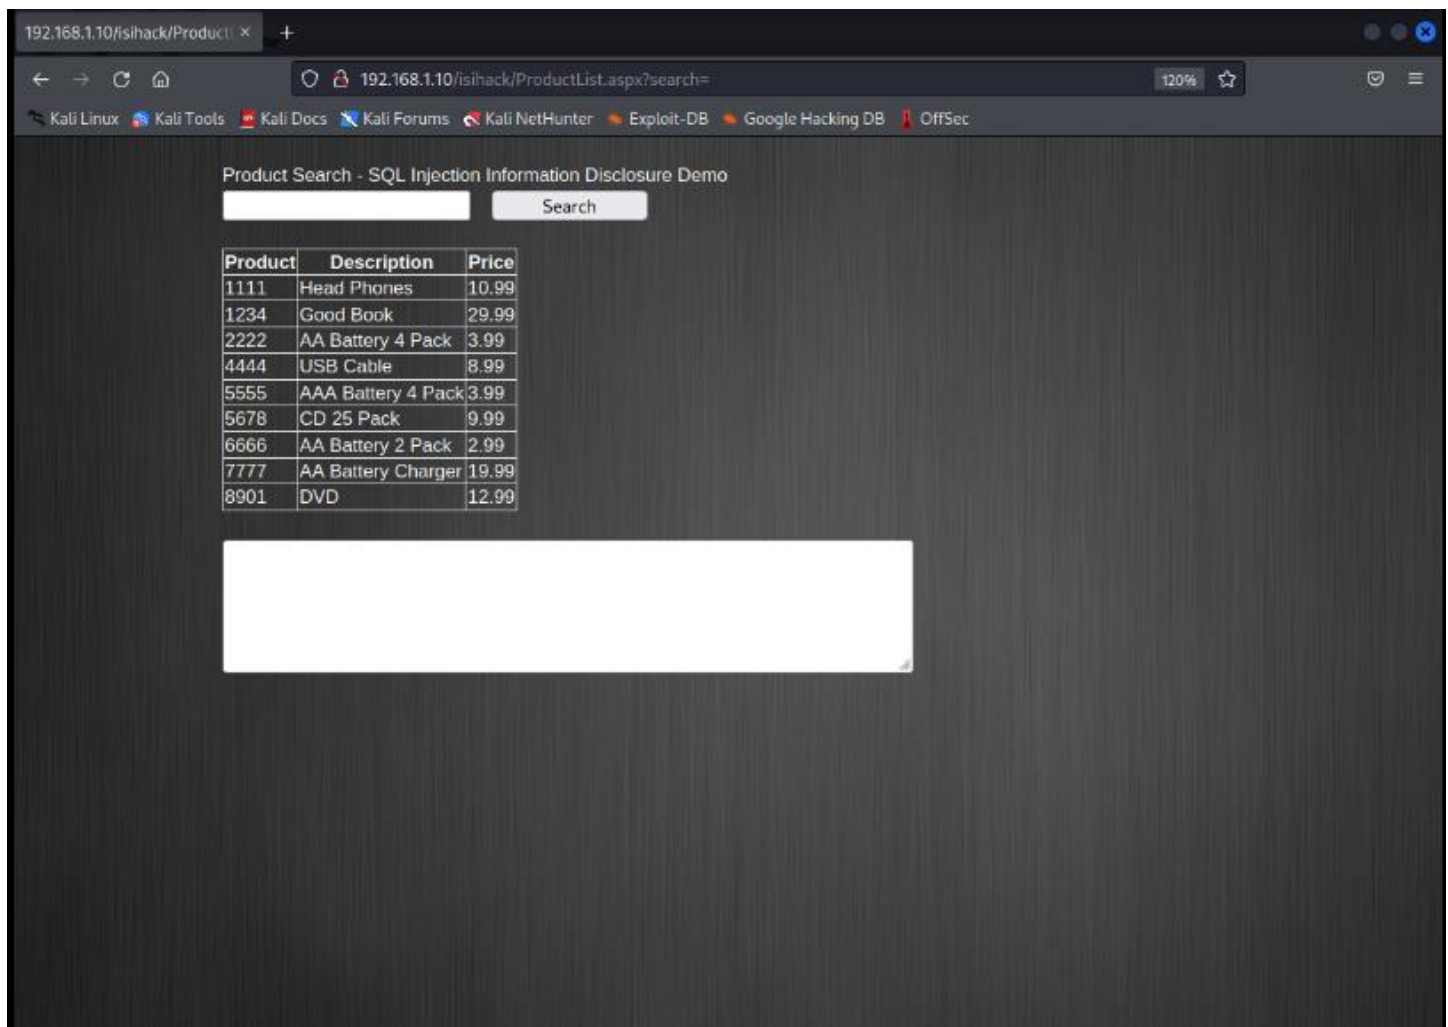 192.168.1.10/isihack/Product
192.168.1.10/isihack/ProductList.aspx?search=
120%
Kali Linux Kali Tools Kali Docs Kali Forums Kali NetHunter Exploit-DB Google Hacking DB OffSec
Product Search - SQL Injection Information Disclosure Demo
Search
Product Description Price
1111 Head Phones 10.99
1234 Good Book 29.99
2222 AA Battery 4 Pack 3.99
4444 USB Cable 8.99
5555 AAA Battery 4 Pack 3.99
5678 CD 25 Pack 9.99
6666 AA Battery 2 Pack 2.99
7777 AA Battery Charger 19.99
8901 DVD 12.99